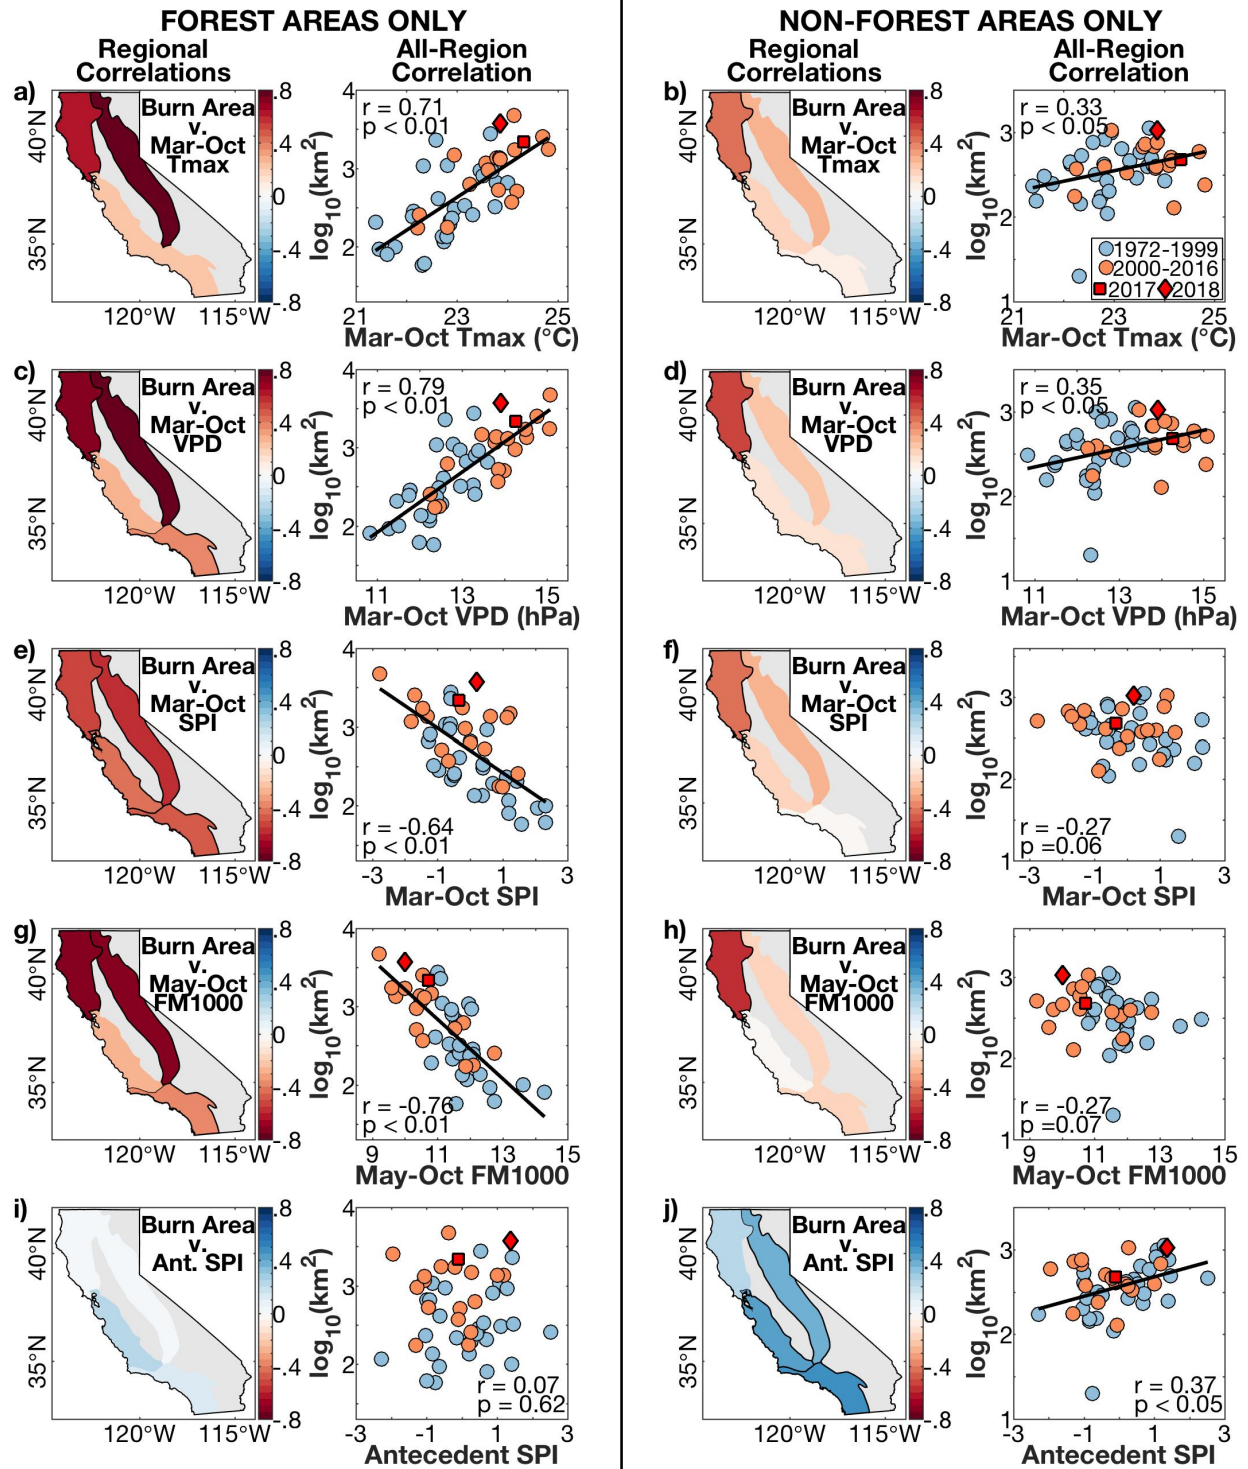 FOREST AREAS ONLY
NON-FOREST AREAS ONLY
Regional Correlations
All-Region Correlation
Regional Correlations
All-Region Correlation
a)
Burn Area
v.
Mar-Oct
Tmax
40°N
35°N
120°W 115°W
.8
.4
0
-.4
-.8
r = 0.71
p < 0.01
log10(km2)
4
3
2
21 23 25
Mar-Oct Tmax (°C)
b)
Burn Area
v.
Mar-Oct
Tmax
40°N
35°N
120°W 115°W
.8
.4
0
-.4
-.8
r = 0.33
p < 0.05
log10(km2)
3
2
1
1972-1999
2000-2016
2017 2018
21 23 25
Mar-Oct Tmax (°C)
c)
Burn Area
v.
Mar-Oct
VPD
40°N
35°N
120°W 115°W
.8
.4
0
-.4
-.8
r = 0.79
p < 0.01
log10(km2)
4
3
2
11 13 15
Mar-Oct VPD (hPa)
d)
Burn Area
v.
Mar-Oct
VPD
40°N
35°N
120°W 115°W
.8
.4
0
-.4
-.8
r = 0.35
p < 0.05
log10(km2)
3
2
1
11 13 15
Mar-Oct VPD (hPa)
e)
Burn Area
v.
Mar-Oct
SPI
40°N
35°N
120°W 115°W
.8
.4
0
-.4
-.8
log10(km2)
4
3
2
r = -0.64
p < 0.01
-3 -1 1 3
Mar-Oct SPI
f)
Burn Area
v.
Mar-Oct
SPI
40°N
35°N
120°W 115°W
.8
.4
0
-.4
-.8
log10(km2)
3
2
1
r = -0.27
p =0.06
-3 -1 1 3
Mar-Oct SPI
g)
Burn Area
v.
May-Oct
FM1000
40°N
35°N
120°W 115°W
.8
.4
0
-.4
-.8
log10(km2)
4
3
2
r = -0.76
p < 0.01
9 11 13 15
May-Oct FM1000
h)
Burn Area
v.
May-Oct
FM1000
40°N
35°N
120°W 115°W
.8
.4
0
-.4
-.8
log10(km2)
3
2
1
r = -0.27
p =0.07
9 11 13 15
May-Oct FM1000
i)
Burn Area
v.
Ant. SPI
40°N
35°N
120°W 115°W
.8
.4
0
-.4
-.8
log10(km2)
4
3
2
r = 0.07
p = 0.62
-3 -1 1 3
Antecedent SPI
j)
Burn Area
v.
Ant. SPI
40°N
35°N
120°W 115°W
.8
.4
0
-.4
-.8
log10(km2)
3
2
1
r = 0.37
p < 0.05
-3 -1 1 3
Antecedent SPI